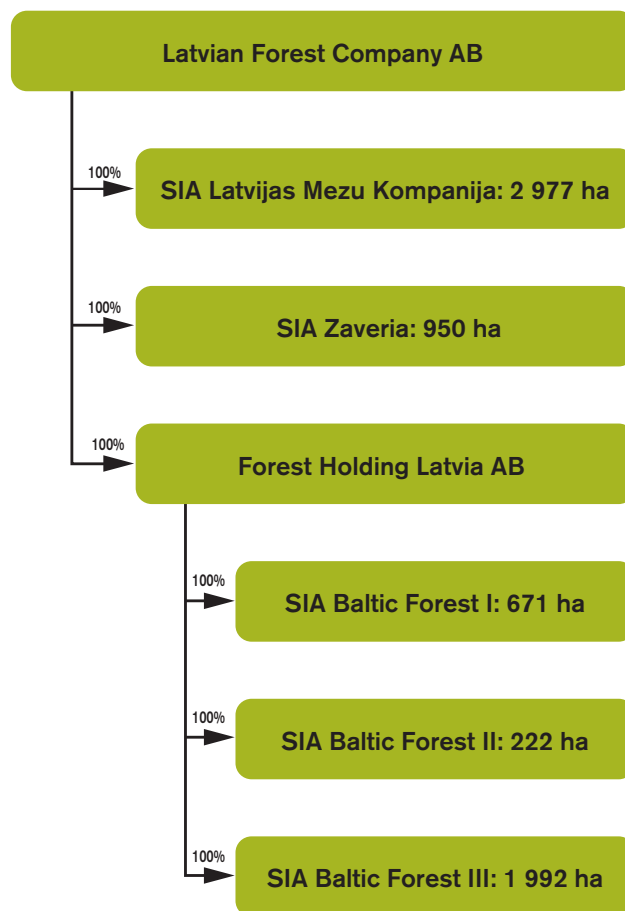 Latvian Forest Company AB
100%
SIA Latvijas Mezu Kompanija: 2 977 ha
100%
SIA Zaveria: 950 ha
100%
Forest Holding Latvia AB
100%
SIA Baltic Forest I: 671 ha
100%
SIA Baltic Forest II: 222 ha
100%
SIA Baltic Forest III: 1 992 ha